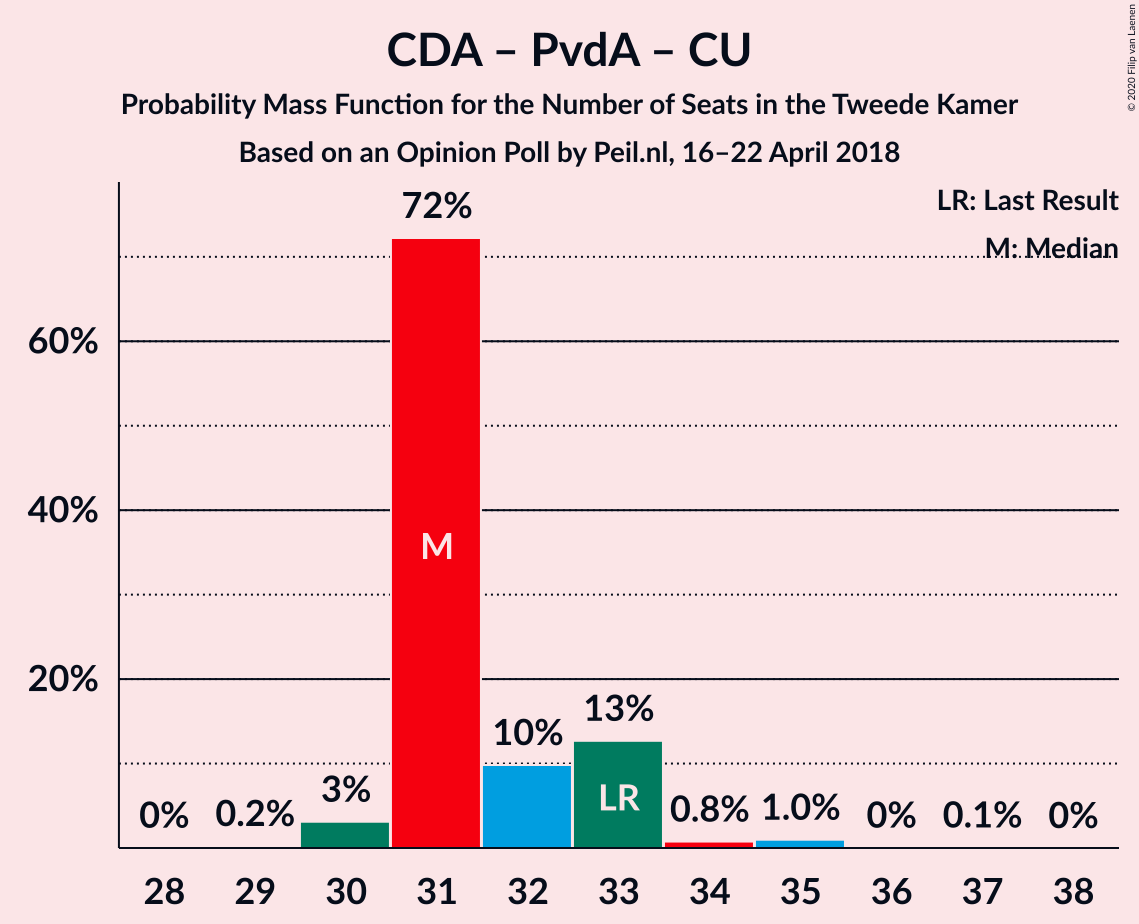 CDA – PvdA – CU
Probability Mass Function for the Number of Seats in the Tweede Kamer
Based on an Opinion Poll by Peil.nl, 16–22 April 2018
© 2020 Filip van Laenen
LR: Last Result
M: Median
60%
40%
20%
0%
0.2%
3%
72%
M
10%
13%
LR
0.8%
1.0%
0%
0.1%
0%
28 29 30 31 32 33 34 35 36 37 38